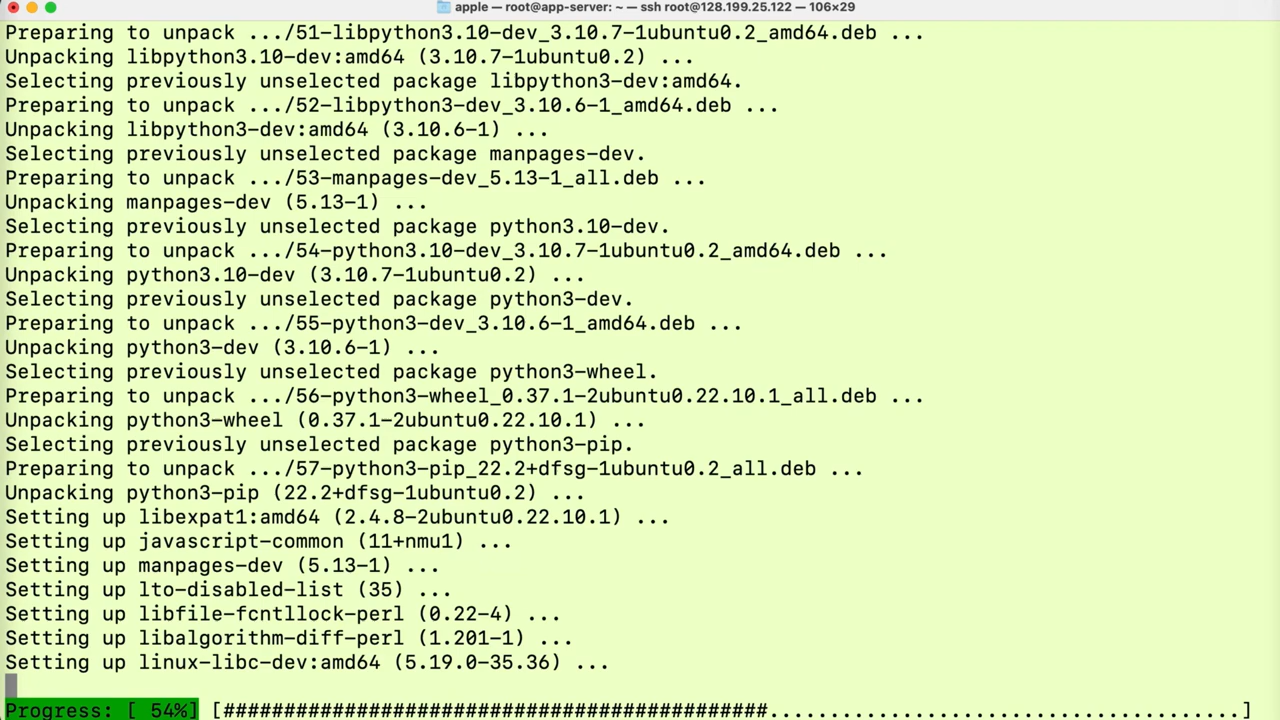 apple — root@app-server: ~ — ssh root@128.199.25.122 — 106×29
Preparing to unpack .../51-libpython3.10-dev_3.10.7-1ubuntu0.2_amd64.deb ...
Unpacking libpython3.10-dev:amd64 (3.10.7-1ubuntu0.2) ...
Selecting previously unselected package libpython3-dev:amd64.
Preparing to unpack .../52-libpython3-dev_3.10.6-1_amd64.deb ...
Unpacking libpython3-dev:amd64 (3.10.6-1) ...
Selecting previously unselected package manpages-dev.
Preparing to unpack .../53-manpages-dev_5.13-1_all.deb ...
Unpacking manpages-dev (5.13-1) ...
Selecting previously unselected package python3.10-dev.
Preparing to unpack .../54-python3.10-dev_3.10.7-1ubuntu0.2_amd64.deb ...
Unpacking python3.10-dev (3.10.7-1ubuntu0.2) ...
Selecting previously unselected package python3-dev.
Preparing to unpack .../55-python3-dev_3.10.6-1_amd64.deb ...
Unpacking python3-dev (3.10.6-1) ...
Selecting previously unselected package python3-wheel.
Preparing to unpack .../56-python3-wheel_0.37.1-2ubuntu0.22.10.1_all.deb ...
Unpacking python3-wheel (0.37.1-2ubuntu0.22.10.1) ...
Selecting previously unselected package python3-pip.
Preparing to unpack .../57-python3-pip_22.2+dfsg-1ubuntu0.2_all.deb ...
Unpacking python3-pip (22.2+dfsg-1ubuntu0.2) ...
Setting up libexpat1:amd64 (2.4.8-2ubuntu0.22.10.1) ...
Setting up javascript-common (11+nmu1) ...
Setting up manpages-dev (5.13-1) ...
Setting up lto-disabled-list (35) ...
Setting up libfile-fcntllock-perl (0.22-4) ...
Setting up libalgorithm-diff-perl (1.201-1) ...
Setting up linux-libc-dev:amd64 (5.19.0-35.36) ...
Progress: [ 54%] [#############################################.......................................]